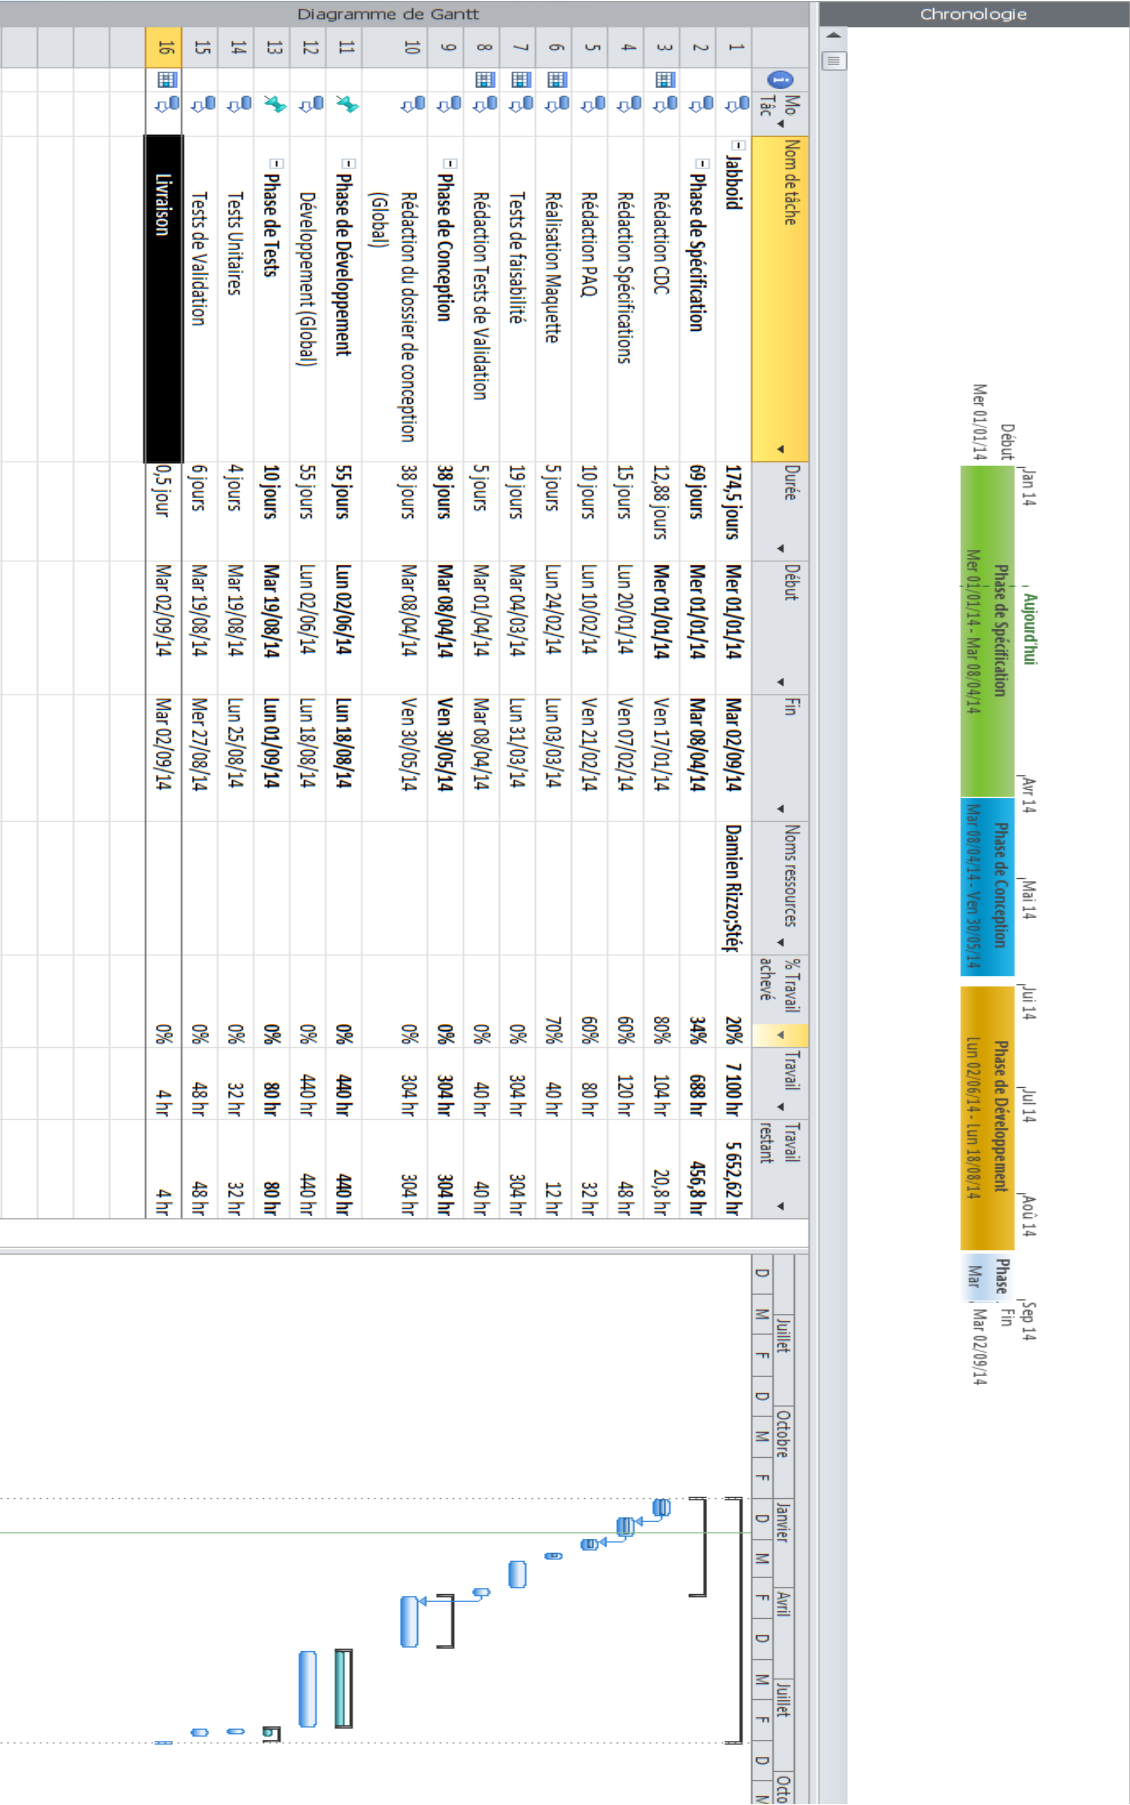 Chronologie
Jan 14 Avr 14 Mai 14 Jui 14 Jul 14 Aoû 14 Sep 14
Aujourd'hui
Début
Mer 01/01/14
Phase de Spécification
Mer 01/01/14 - Mar 08/04/14
Phase de Conception
Mar 08/04/14 - Ven 30/05/14
Phase de Développement
Lun 02/06/14 - Lun 18/08/14
Phase
Mar
Fin
Mar 02/09/14
Diagramme de Gantt
Mo Tâc Nom de tâche Durée Début Fin Noms ressources % Travail achevé Travail Travail restant
1 Jabboid 174,5 jours Mer 01/01/14 Mar 02/09/14 Damien Rizzo;Stép 20% 7 100 hr 5 652,62 hr
2 Phase de Spécification 69 jours Mer 01/01/14 Mar 08/04/14 34% 688 hr 456,8 hr
3 Rédaction CDC 12,88 jours Mer 01/01/14 Ven 17/01/14 80% 104 hr 20,8 hr
4 Rédaction Spécifications 15 jours Lun 20/01/14 Ven 07/02/14 60% 120 hr 48 hr
5 Rédaction PAQ 10 jours Lun 10/02/14 Ven 21/02/14 60% 80 hr 32 hr
6 Réalisation Maquette 5 jours Lun 24/02/14 Lun 03/03/14 70% 40 hr 12 hr
7 Tests de faisabilité 19 jours Mar 04/03/14 Lun 31/03/14 0% 304 hr 304 hr
8 Rédaction Tests de Validation 5 jours Mar 01/04/14 Mar 08/04/14 0% 40 hr 40 hr
9 Phase de Conception 38 jours Mar 08/04/14 Ven 30/05/14 0% 304 hr 304 hr
10 Rédaction du dossier de conception (Global) 38 jours Mar 08/04/14 Ven 30/05/14 0% 304 hr 304 hr
11 Phase de Développement 55 jours Lun 02/06/14 Lun 18/08/14 0% 440 hr 440 hr
12 Développement (Global) 55 jours Lun 02/06/14 Lun 18/08/14 0% 440 hr 440 hr
13 Phase de Tests 10 jours Mar 19/08/14 Lun 01/09/14 0% 80 hr 80 hr
14 Tests Unitaires 4 jours Mar 19/08/14 Lun 25/08/14 0% 32 hr 32 hr
15 Tests de Validation 6 jours Mar 19/08/14 Mer 27/08/14 0% 48 hr 48 hr
16 Livraison 0,5 jour Mar 02/09/14 Mar 02/09/14 0% 4 hr 4 hr
Juillet Octobre Janvier Avril Juillet Octo
D M F D M F D M F D M F D M